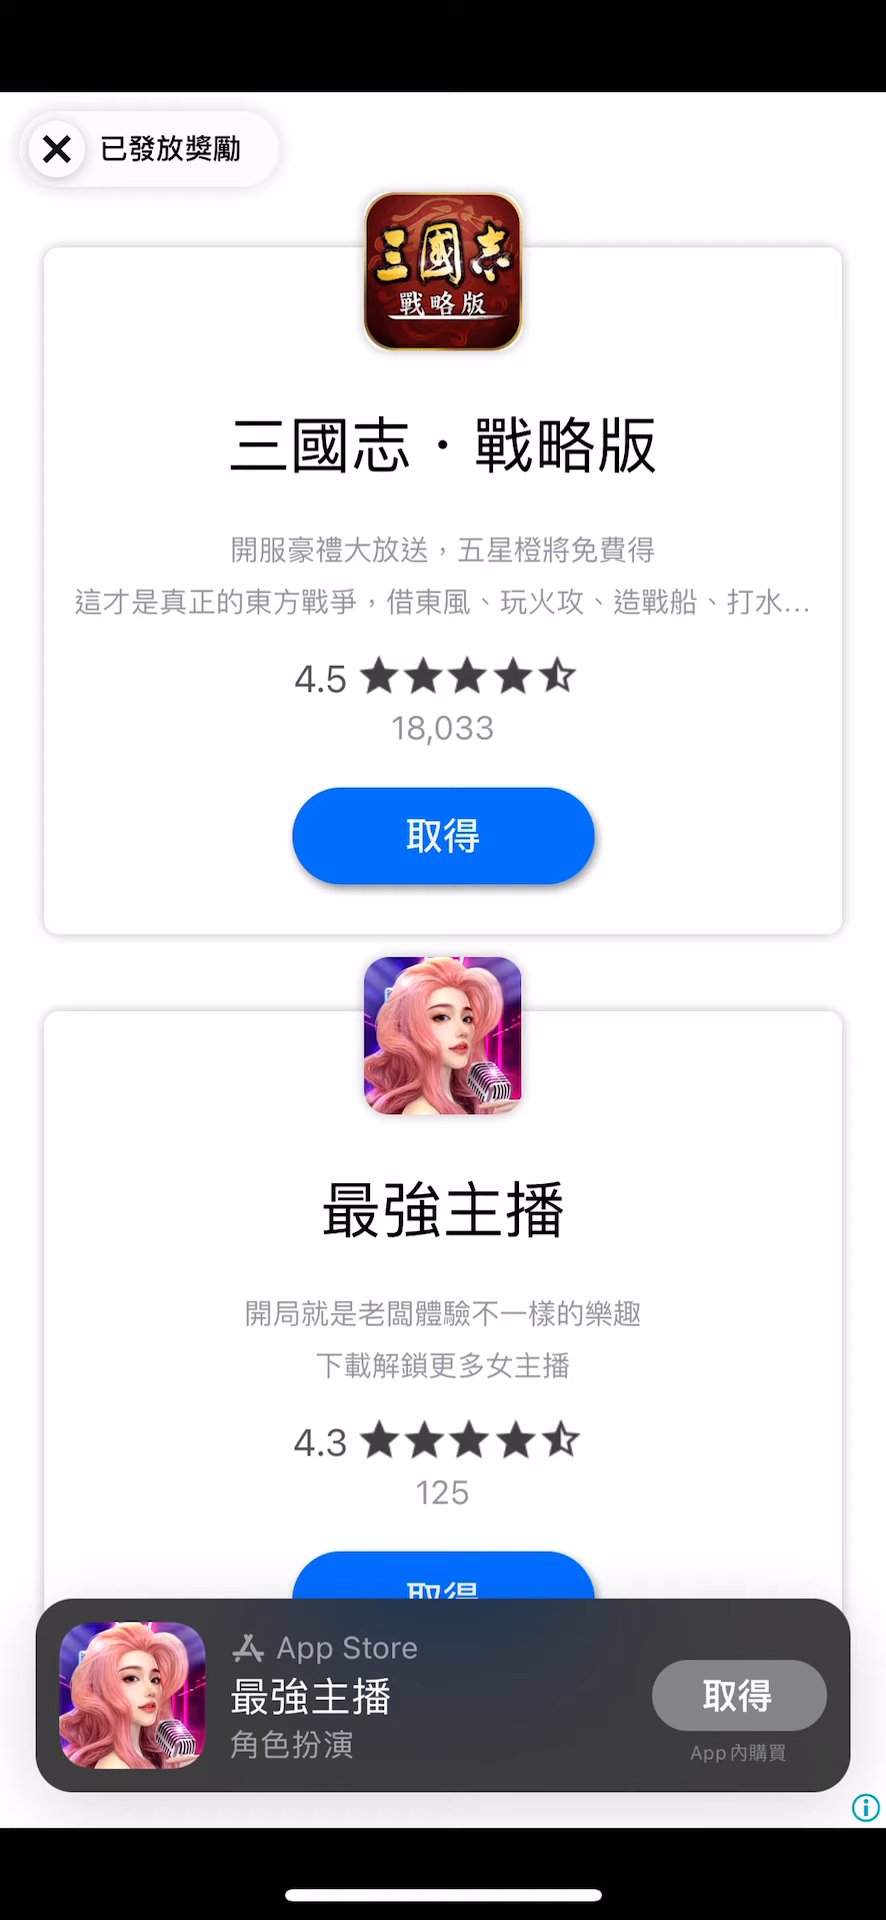 已發放獎勵
三國志
戰略版
三國志・戰略版
開服豪禮大放送，五星橙將免費得
這才是真正的東方戰爭，借東風、玩火攻、造戰船、打水...
4.5
18,033
取得
最強主播
開局就是老闆體驗不一樣的樂趣
下載解鎖更多女主播
4.3
125
取得
App Store
最強主播
角色扮演
取得
App內購買